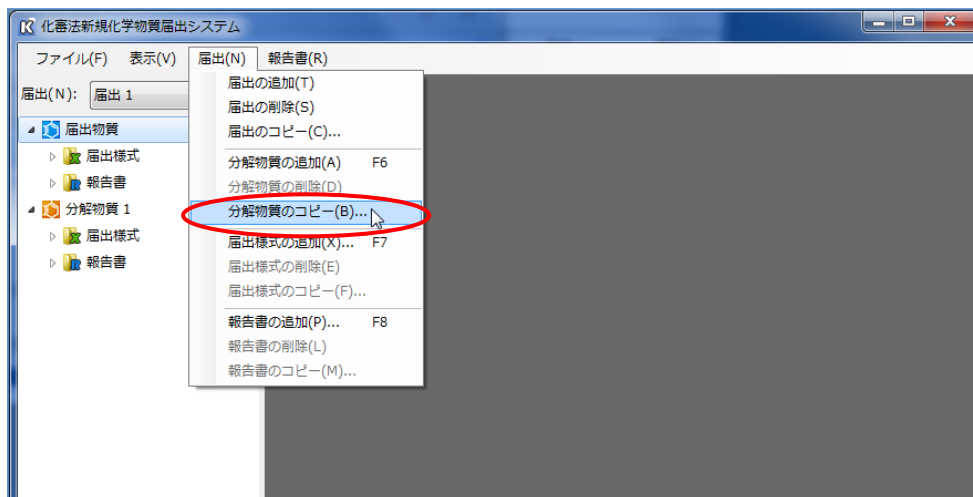 化審法新規化学物質届出システム
ファイル(F) 表示(V) 届出(N) 報告書(R)
届出(N): 届出 1
届出物質
届出様式
報告書
分解物質 1
届出様式
報告書
届出の追加(T)
届出の削除(S)
届出のコピー(C)...
分解物質の追加(A) F6
分解物質の削除(D)
分解物質のコピー(B)...
届出様式の追加(X)... F7
届出様式の削除(E)
届出様式のコピー(F)...
報告書の追加(P)... F8
報告書の削除(L)
報告書のコピー(M)...